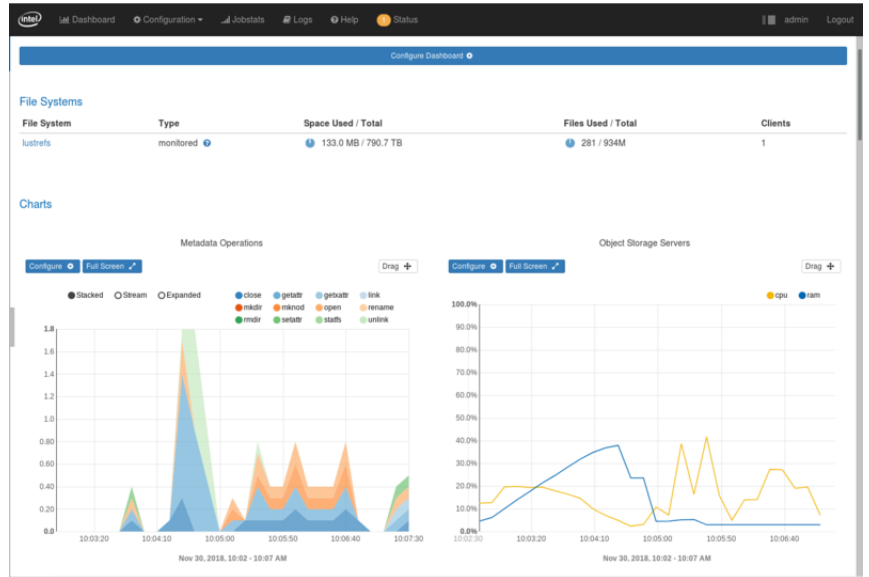 intel Dashboard Configuration Jobstats Logs Help 1 Status admin Logout
Configure Dashboard
File Systems
File System Type Space Used / Total Files Used / Total Clients
lustrefs monitored ? 133.0 MB / 790.7 TB 281 / 934M 1
Charts
Metadata Operations
Configure Full Screen Drag
Stacked Stream Expanded
close getattr getxattr link
mkdir mknod open rename
rmdir setattr statfs unlink
1.8
1.6
1.4
1.2
1.0
0.80
0.60
0.40
0.20
0.0
10:03:20 10:04:10 10:05:00 10:05:50 10:06:40 10:07:30
Nov 30, 2018, 10:02 - 10:07 AM
Object Storage Servers
Configure Full Screen Drag
cpu ram
100.0%
90.0%
80.0%
70.0%
60.0%
50.0%
40.0%
30.0%
20.0%
10.0%
0.0%
10:02:30 10:03:20 10:04:10 10:05:00 10:05:50 10:06:40
Nov 30, 2018, 10:02 - 10:07 AM